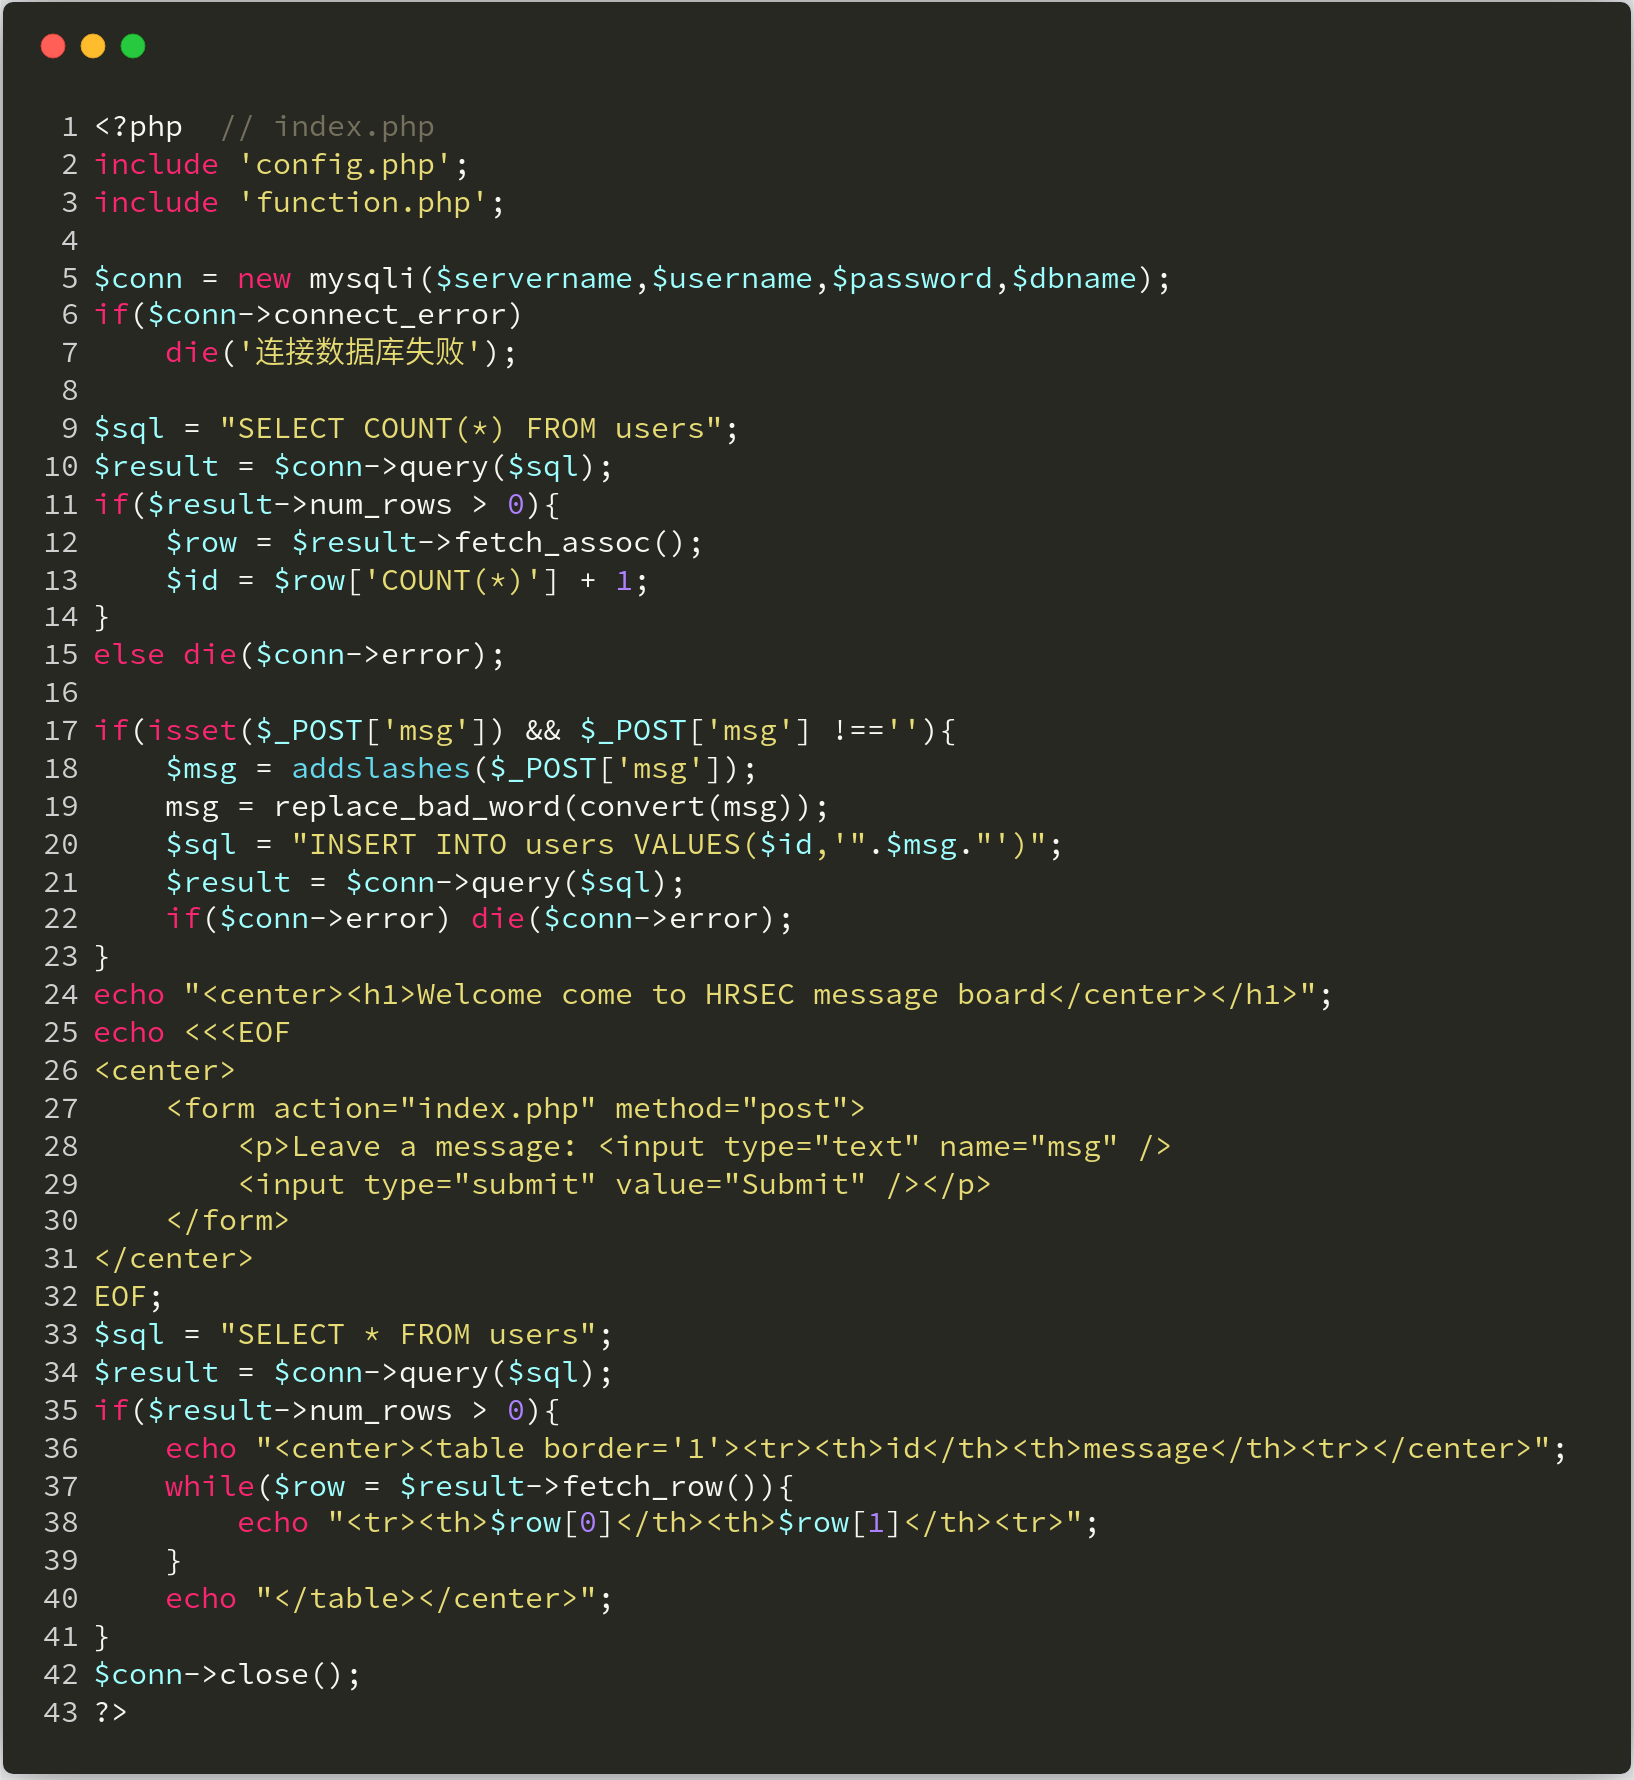 1 <?php  // index.php
2 include 'config.php';
3 include 'function.php';
4
5 $conn = new mysqli($servername,$username,$password,$dbname);
6 if($conn->connect_error)
7     die('连接数据库失败');
8
9 $sql = "SELECT COUNT(*) FROM users";
10 $result = $conn->query($sql);
11 if($result->num_rows > 0){
12     $row = $result->fetch_assoc();
13     $id = $row['COUNT(*)'] + 1;
14 }
15 else die($conn->error);
16
17 if(isset($_POST['msg']) && $_POST['msg'] !==''){
18     $msg = addslashes($_POST['msg']);
19     msg = replace_bad_word(convert(msg));
20     $sql = "INSERT INTO users VALUES($id,'".$msg."')";
21     $result = $conn->query($sql);
22     if($conn->error) die($conn->error);
23 }
24 echo "<center><h1>Welcome come to HRSEC message board</center></h1>";
25 echo <<<EOF
26 <center>
27     <form action="index.php" method="post">
28         <p>Leave a message: <input type="text" name="msg" />
29         <input type="submit" value="Submit" /></p>
30     </form>
31 </center>
32 EOF;
33 $sql = "SELECT * FROM users";
34 $result = $conn->query($sql);
35 if($result->num_rows > 0){
36     echo "<center><table border='1'><tr><th>id</th><th>message</th><tr></center>";
37     while($row = $result->fetch_row()){
38         echo "<tr><th>$row[0]</th><th>$row[1]</th><tr>";
39     }
40     echo "</table></center>";
41 }
42 $conn->close();
43 ?>